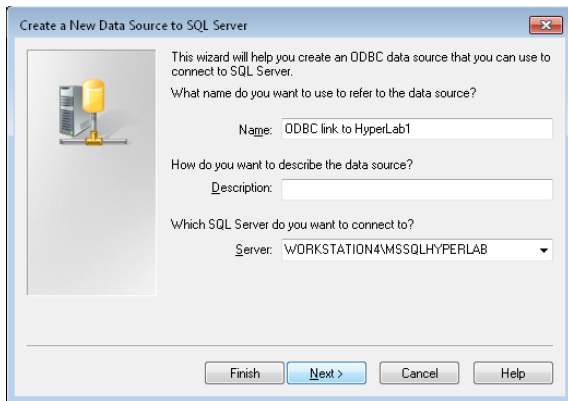 Create a New Data Source to SQL Server
This wizard will help you create an ODBC data source that you can use to
connect to SQL Server.
What name do you want to use to refer to the data source?
Name: ODBC link to HyperLab1
How do you want to describe the data source?
Description:
Which SQL Server do you want to connect to?
Server: WORKSTATION4\MSSQLHYPERLAB
Finish Next > Cancel Help